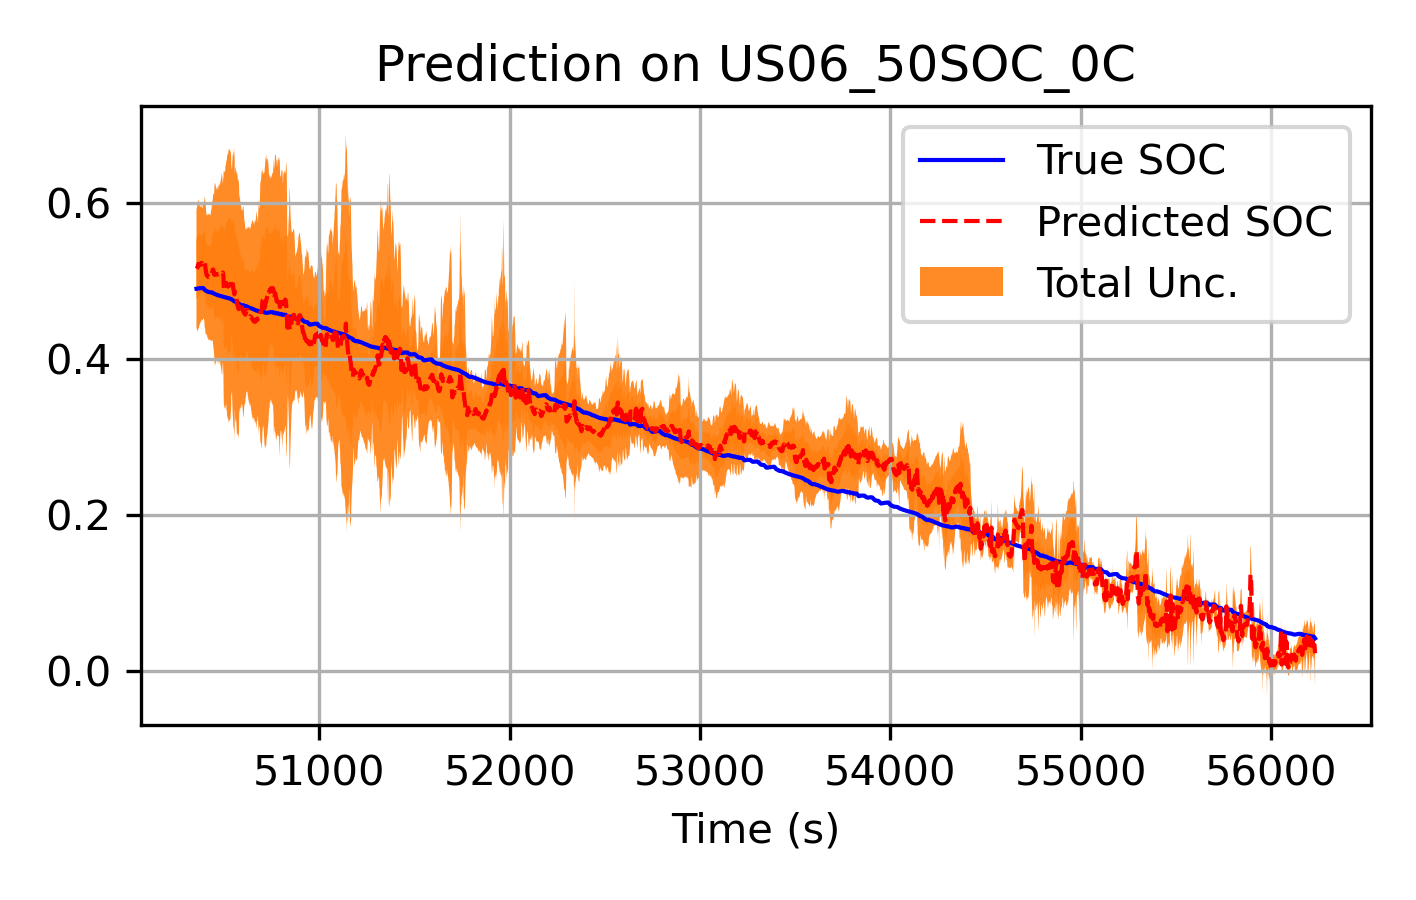 Prediction on US06_50SOC_0C
True SOC
Predicted SOC
Total Unc.
0.6
0.4
0.2
0.0
51000 52000 53000 54000 55000 56000
Time (s)